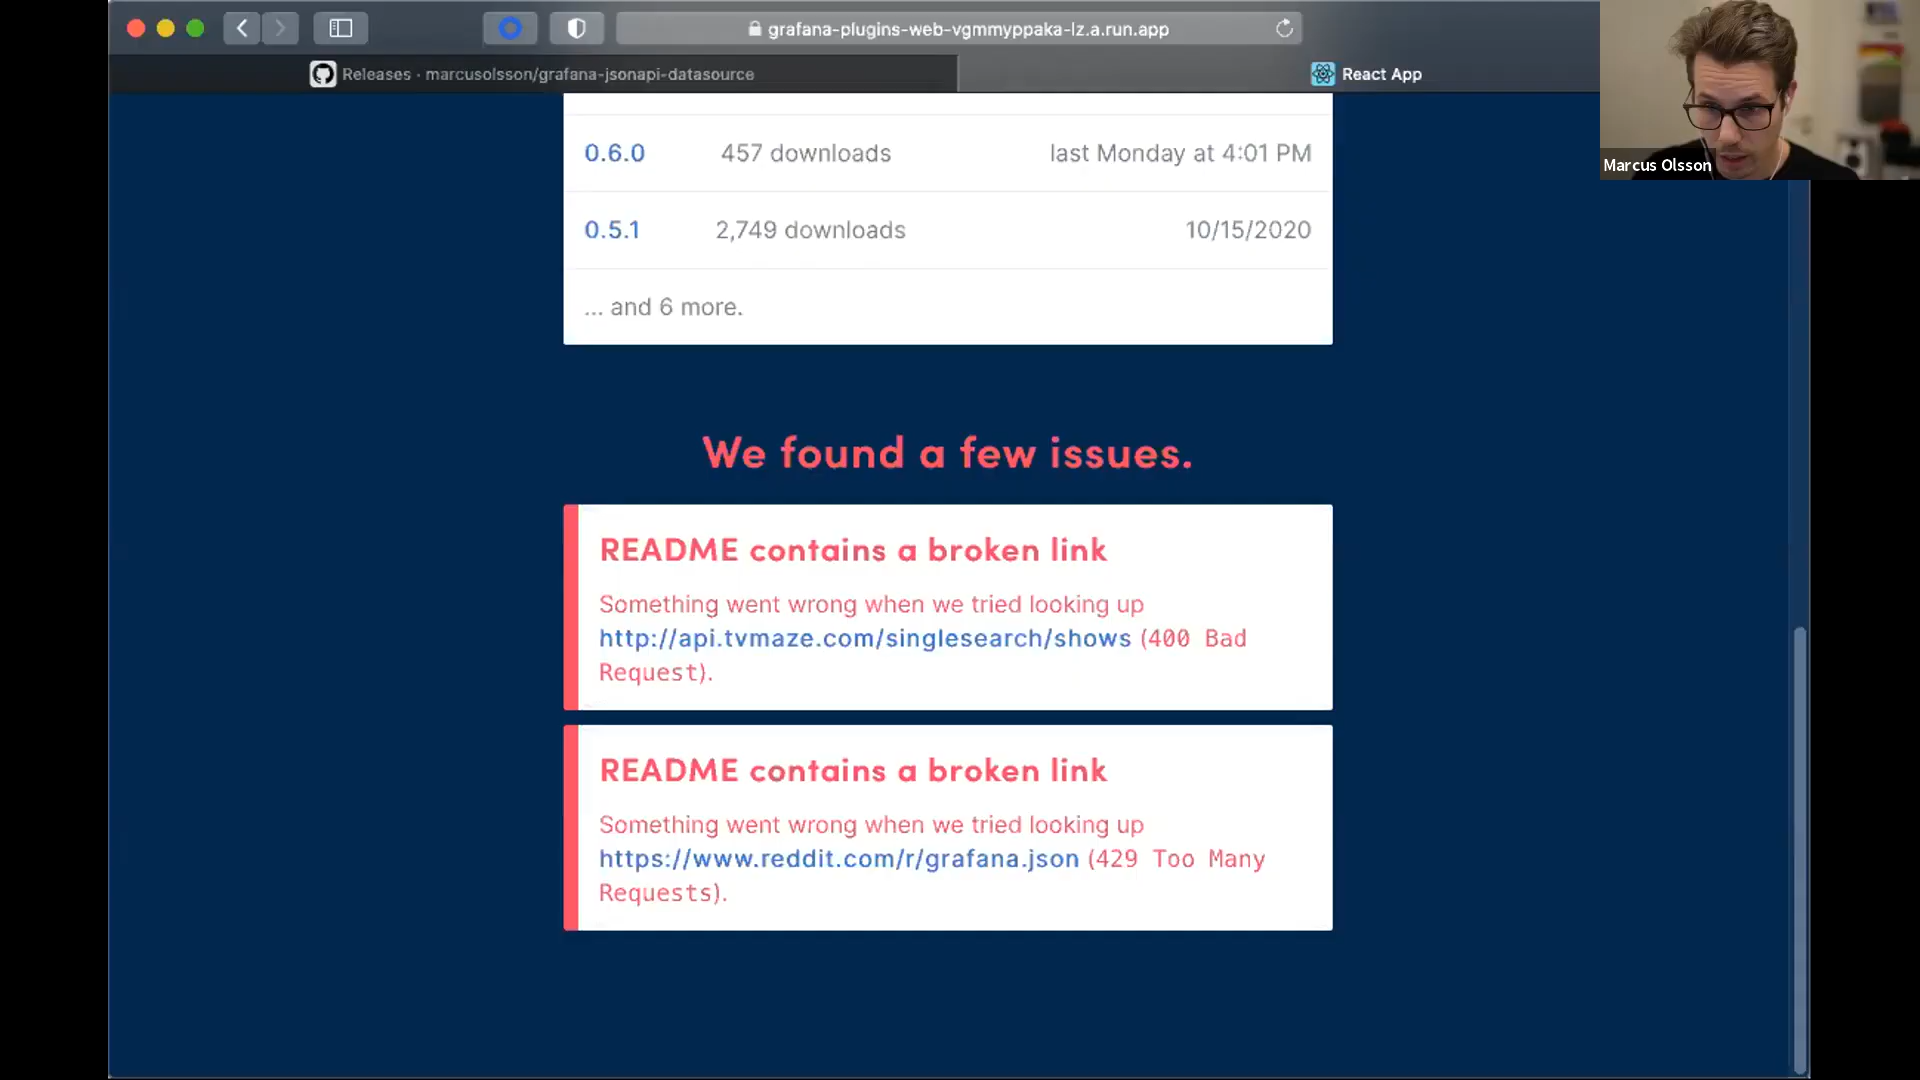 grafana-plugins-web-vgmmyppaka-lz.a.run.app
Releases · marcusolsson/grafana-jsonapi-datasource
React App
Marcus Olsson
0.6.0 457 downloads last Monday at 4:01 PM
0.5.1 2,749 downloads 10/15/2020
... and 6 more.
We found a few issues.
README contains a broken link
Something went wrong when we tried looking up
http://api.tvmaze.com/singlesearch/shows (400 Bad
Request).
README contains a broken link
Something went wrong when we tried looking up
https://www.reddit.com/r/grafana.json (429 Too Many
Requests).